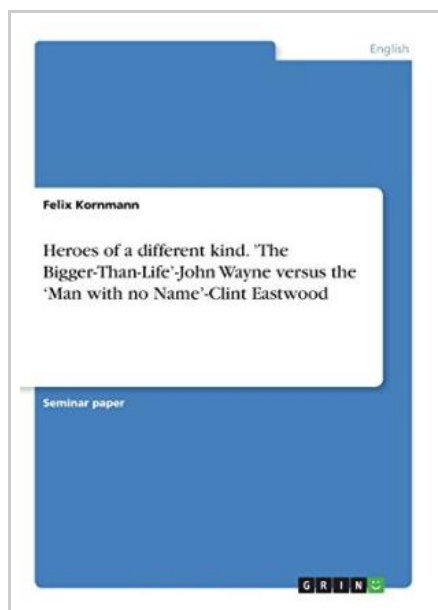 English
Felix Kornmann
Heroes of a different kind. 'The
Bigger-Than-Life'-John Wayne versus the
‘Man with no Name’-Clint Eastwood
Seminar paper
GRIN